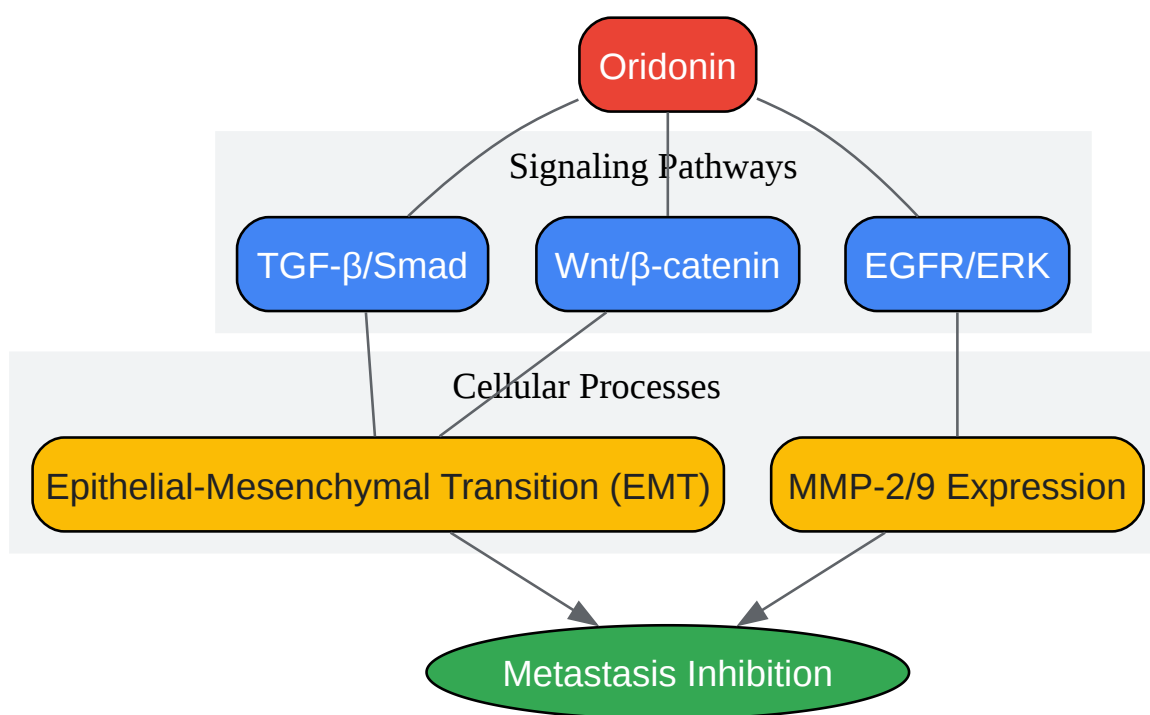 Oridonin
Signaling Pathways
TGF-β/Smad
Wnt/β-catenin
EGFR/ERK
Cellular Processes
Epithelial-Mesenchymal Transition (EMT)
MMP-2/9 Expression
Metastasis Inhibition